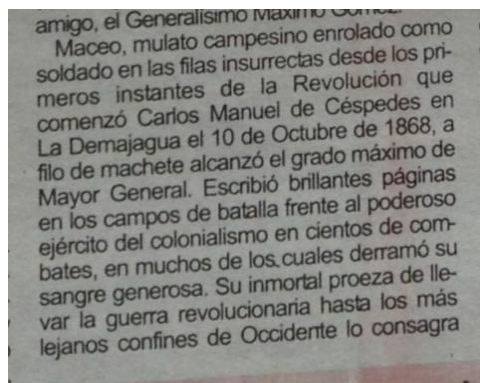 amigo, el Generalísimo Máximo Gómez.
Maceo, mulato campesino enrolado como
soldado en las filas insurrectas desde los pri-
meros instantes de la Revolución que
comenzó Carlos Manuel de Céspedes en
La Demajagua el 10 de Octubre de 1868, a
filo de machete alcanzó el grado máximo de
Mayor General. Escribió brillantes páginas
en los campos de batalla frente al poderoso
ejército del colonialismo en cientos de com-
bates, en muchos de los cuales derramó su
sangre generosa. Su inmortal proeza de lle-
var la guerra revolucionaria hasta los más
lejanos confines de Occidente lo consagra